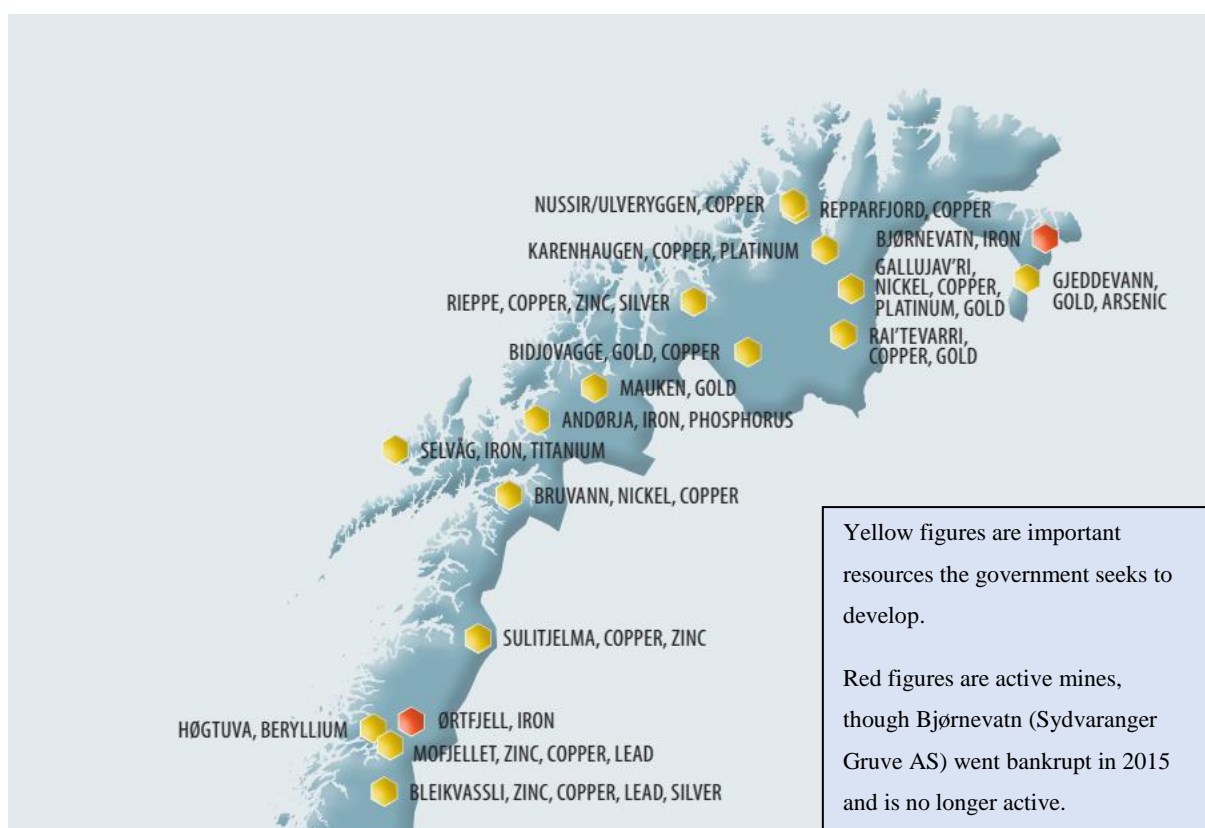 NUSSIR/ULVERYGGEN, COPPER
REPPARFJORD, COPPER
BJØRNEVATN, IRON
KARENHAUGEN, COPPER, PLATINUM
GALLUJAV'RI,
NICKEL, COPPER,
PLATINUM, GOLD
GJEDDEVANN,
GOLD, ARSENIC
RIEPPE, COPPER, ZINC, SILVER
RAI'TEVARRI,
COPPER, GOLD
BIDJOVAGGE, GOLD, COPPER
MAUKEN, GOLD
ANDØRJA, IRON, PHOSPHORUS
SELVÅG, IRON, TITANIUM
BRUVANN, NICKEL, COPPER
SULITJELMA, COPPER, ZINC
HØGTUVA, BERYLLIUM
ØRTFJELL, IRON
MOFJELLET, ZINC, COPPER, LEAD
BLEIKVASSLI, ZINC, COPPER, LEAD, SILVER
Yellow figures are important
resources the government seeks to
develop.
Red figures are active mines,
though Bjørnevatn (Sydvaranger
Gruve AS) went bankrupt in 2015
and is no longer active.